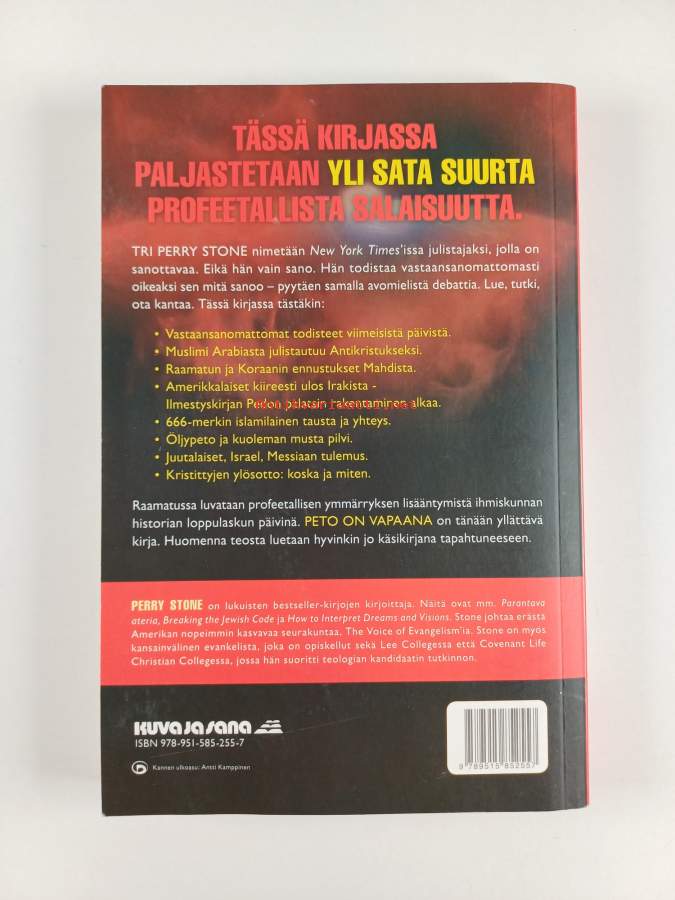 TÄSSÄ KIRJASSA
PALJASTETAAN YLI SATA SUURTA
PROFEETALLISTA SALAISUUTTA.
TRI PERRY STONE nimetään New York Times'issa julistajaksi, jolla on
sanottavaa. Eikä hän vain sano. Hän todistaa vastaansanomattomasti
oikeaksi sen mitä sanoo – pyytäen samalla avomielistä debattia. Lue, tutki,
ota kantaa. Tässä kirjassa tästäkin:
• Vastaansanomattomat todisteet viimeisistä päivistä.
• Muslimi Arabiasta julistautuu Antikristukseksi.
• Raamatun ja Koraanin ennustukset Mahdista.
• Amerikkalaiset kiireesti ulos Irakista -
Ilmestyskirjan Pedon palatsin rakentaminen alkaa.
• 666-merkin islamilainen tausta ja yhteys.
• Öljypeto ja kuoleman musta pilvi.
• Juutalaiset, Israel, Messiaan tulemus.
• Kristittyjen ylösotto: koska ja miten.
Raamatussa luvataan profeetallisen ymmärryksen lisääntymistä ihmiskunnan
historian loppulaskun päivinä. PETO ON VAPAANA on tänään yllättävä
kirja. Huomenna teosta luetaan hyvinkin jo käsikirjana tapahtuneeseen.
PERRY STONE on lukuisten bestseller-kirjojen kirjoittaja. Näitä ovat mm. Parantava
ateria, Breaking the Jewish Code ja How to Interpret Dreams and Visions. Stone johtaa erästä
Amerikan nopeimmin kasvavaa seurakuntaa, The Voice of Evangelism'ia. Stone on myös
kansainvälinen evankelista, joka on opiskellut sekä Lee Collegessa että Covenant Life
Christian Collegessa, jossa hän suoritti teologian kandidaatin tutkinnon.
KUVA JA SANA
ISBN 978-951-585-255-7
Kannen ulkoasu: Antti Kamppinen
9 789515 852557